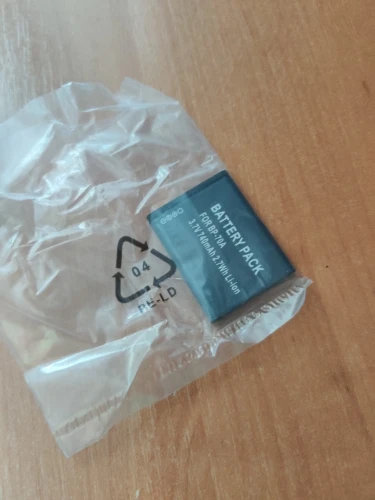 BATTERY PACK
FOR BP-70A
3.7V 740mAh 2.7Wh Li-Ion
04
PE-LD